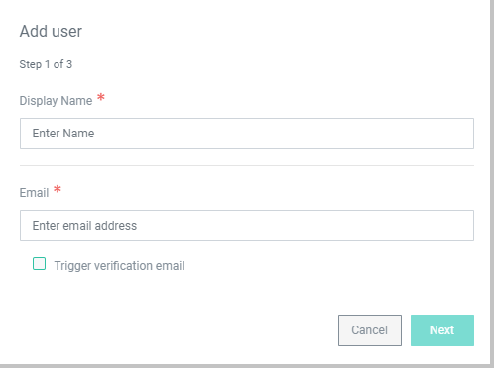 Add user
Step 1 of 3
Display Name *
Enter Name
Email *
Enter email address
Trigger verification email
Cancel Next